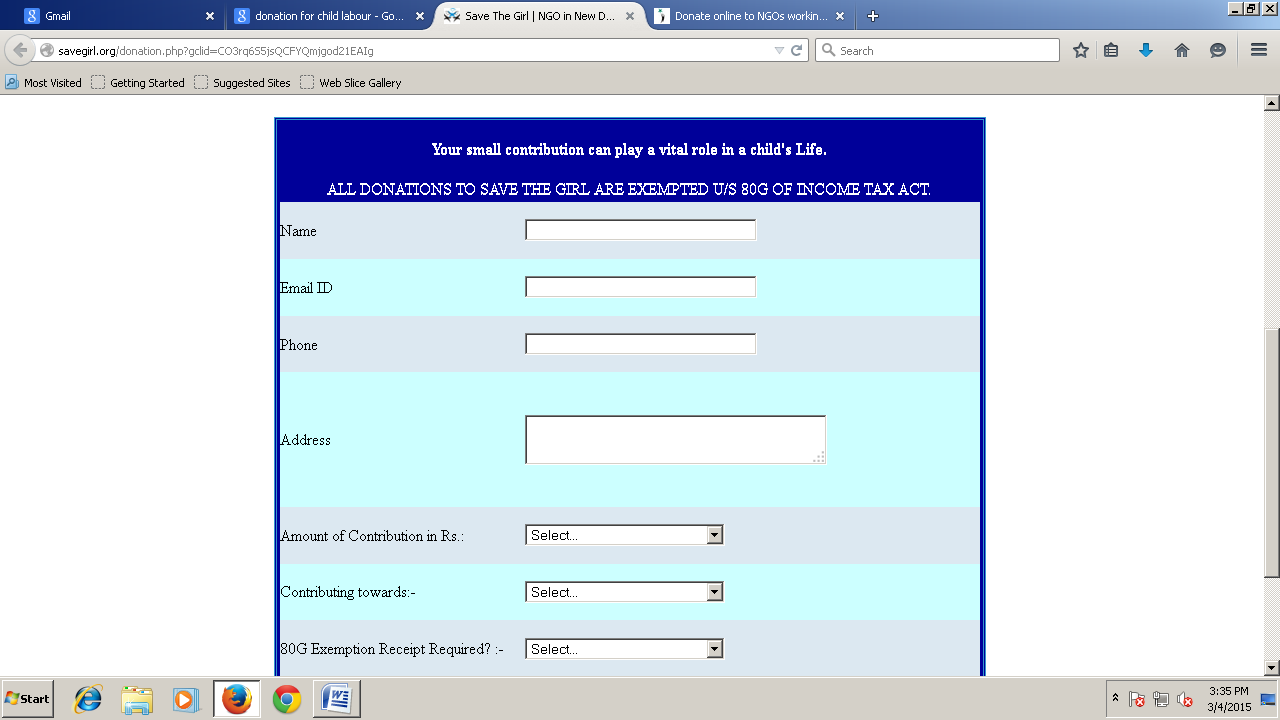 Gmail
donation for child labour - Go ...
Save The Girl | NGO in New D...
Donate online to NGOs workin...
savegirl.org/donation.php?gclid=CO3rq6S5jsQCFYQmjgod21EAIg
Search
Most Visited
Getting Started
Suggested Sites
Web Slice Gallery
Your small contribution can play a vital role in a child's Life.
ALL DONATIONS TO SAVE THE GIRL ARE EXEMPTED U/S 80G OF INCOME TAX ACT.
Name
Email ID
Phone
Address
Amount of Contribution in Rs.: Select...
Contributing towards:- Select...
80G Exemption Receipt Required? :- Select...
Start
3:35 PM
3/4/2015